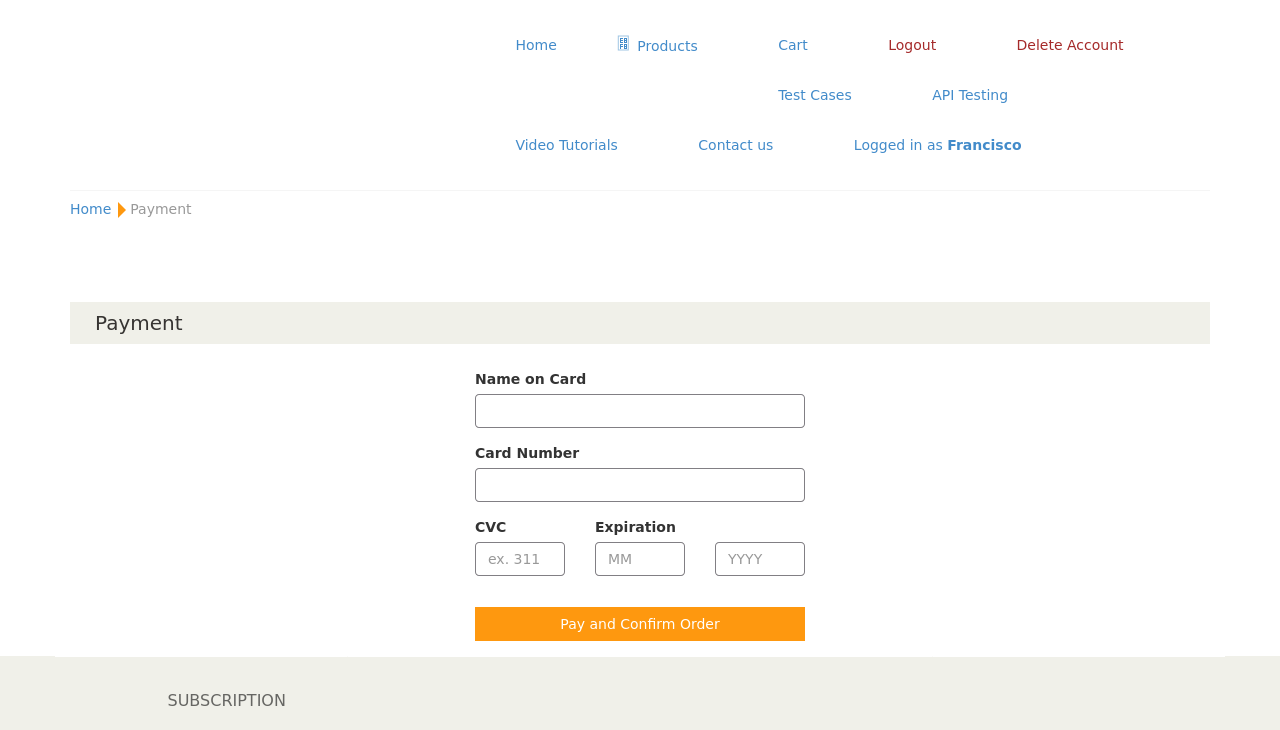 Home Products Cart Logout Delete Account
Test Cases API Testing
Video Tutorials Contact us Logged in as Francisco
Home Payment
Payment
Name on Card
Card Number
CVC Expiration
ex. 311 MM YYYY
Pay and Confirm Order
SUBSCRIPTION